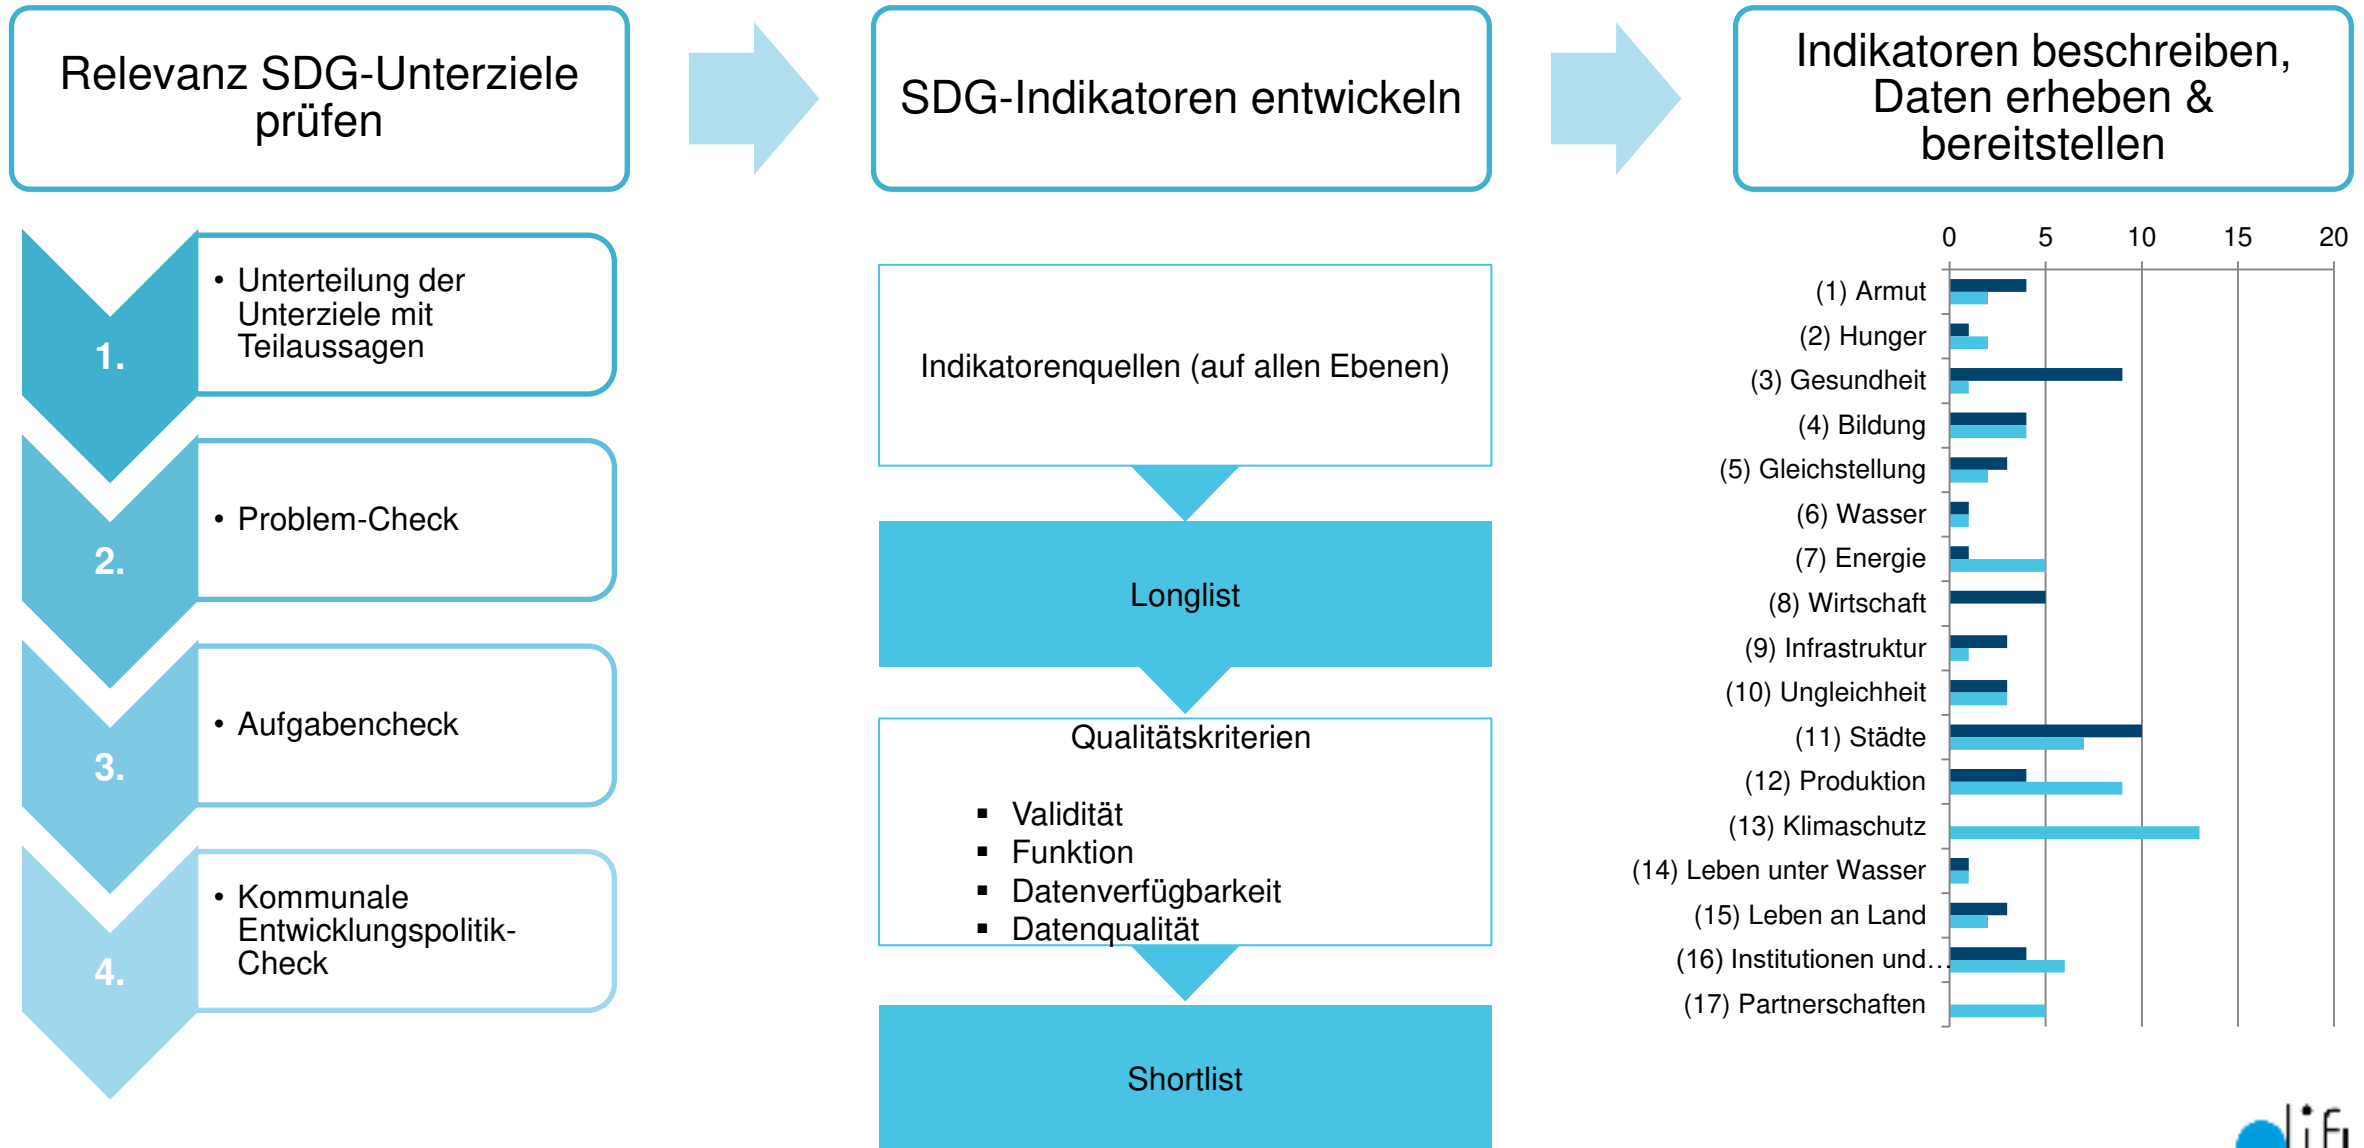 Relevanz SDG-Unterziele
prüfen
SDG-Indikatoren entwickeln
Indikatoren beschreiben,
Daten erheben &
bereitstellen
1.
• Unterteilung der
Unterziele mit
Teilaussagen
2.
• Problem-Check
3.
• Aufgabencheck
4.
• Kommunale
Entwicklungspolitik-
Check
Indikatorenquellen (auf allen Ebenen)
Longlist
Qualitätskriterien
▪ Validität
▪ Funktion
▪ Datenverfügbarkeit
▪ Datenqualität
Shortlist
0 5 10 15 20
(1) Armut
(2) Hunger
(3) Gesundheit
(4) Bildung
(5) Gleichstellung
(6) Wasser
(7) Energie
(8) Wirtschaft
(9) Infrastruktur
(10) Ungleichheit
(11) Städte
(12) Produktion
(13) Klimaschutz
(14) Leben unter Wasser
(15) Leben an Land
(16) Institutionen und…
(17) Partnerschaften